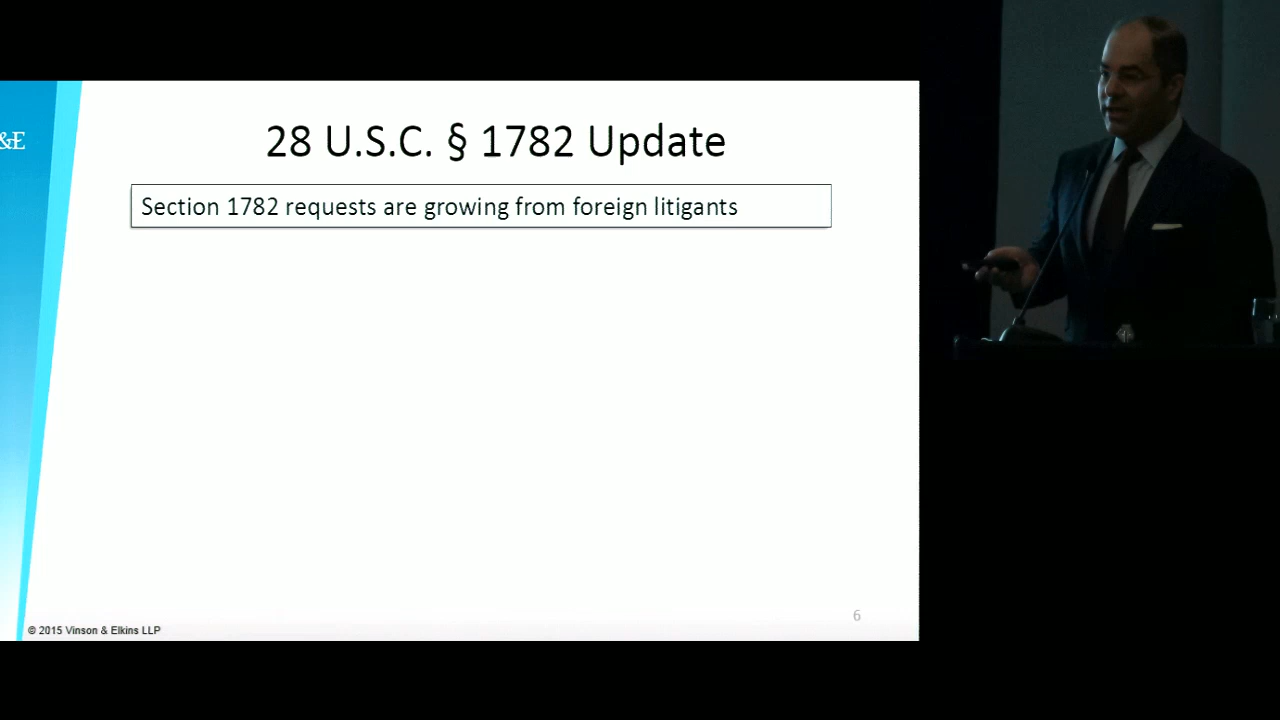 &E
28 U.S.C. § 1782 Update
Section 1782 requests are growing from foreign litigants
6
© 2015 Vinson & Elkins LLP